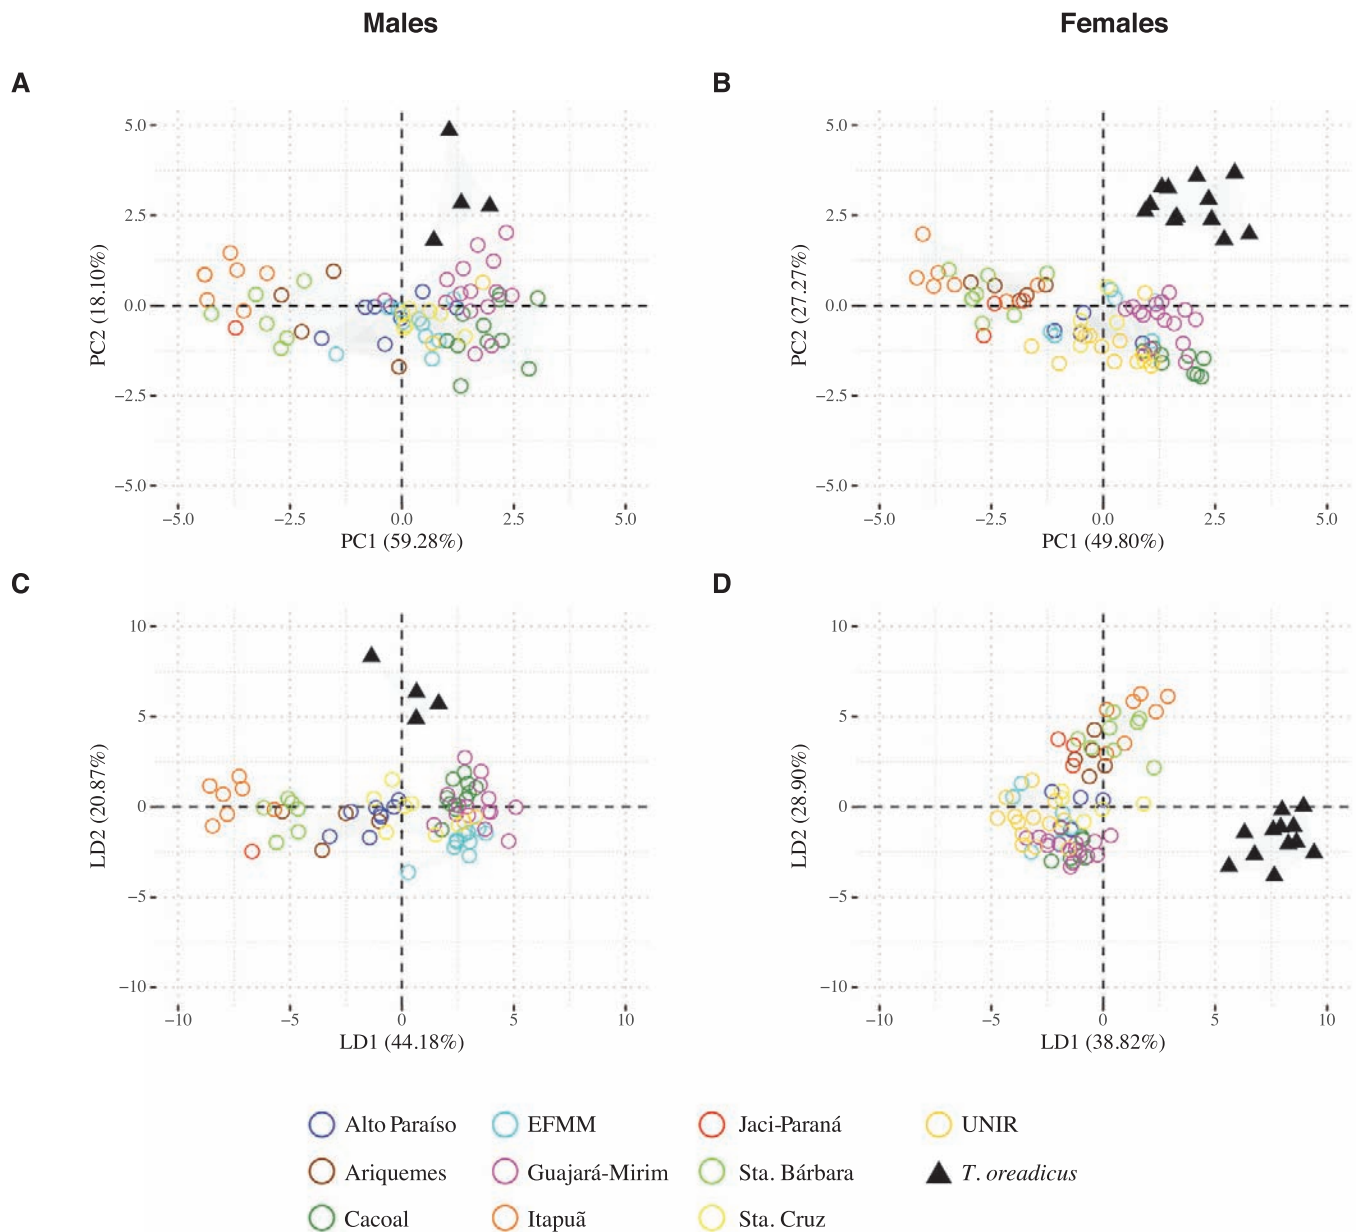 Males
Females
A
B
5.0
2.5
0.0
−2.5
−5.0
PC2 (18.10%)
−5.0 −2.5 0.0 2.5 5.0
PC1 (59.28%)
5.0
2.5
0.0
−2.5
−5.0
PC2 (27.27%)
−5.0 −2.5 0.0 2.5 5.0
PC1 (49.80%)
C
D
10
5
0
−5
−10
LD2 (20.87%)
−10 −5 0 5 10
LD1 (44.18%)
10
5
0
−5
−10
LD2 (28.90%)
−10 −5 0 5 10
LD1 (38.82%)
Alto Paraíso EFMM Jaci-Paraná UNIR
Ariquemes Guajará-Mirim Sta. Bárbara T. oreadicus
Cacoal Itapuã Sta. Cruz